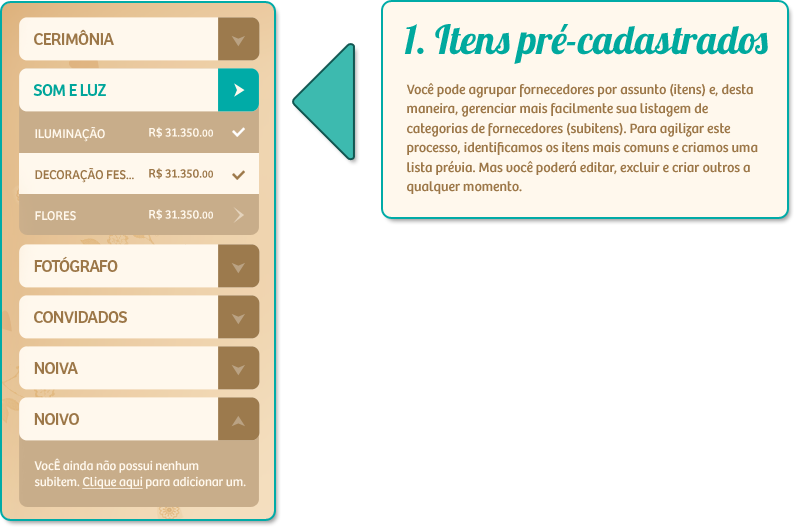 CERIMÔNIA
SOM E LUZ
ILUMINAÇÃO R$ 31.350.00
DECORAÇÃO FES... R$ 31.350.00
FLORES R$ 31.350.00
FOTÓGRAFO
CONVIDADOS
NOIVA
NOIVO
VocÊ ainda não possui nenhum
subitem. Clique aqui para adicionar um.
1. Itens pré-cadastrados
Você pode agrupar fornecedores por assunto (itens) e, desta
maneira, gerenciar mais facilmente sua listagem de
categorias de fornecedores (subitens). Para agilizar este
processo, identificamos os itens mais comuns e criamos uma
lista prévia. Mas você poderá editar, excluir e criar outros a
qualquer momento.